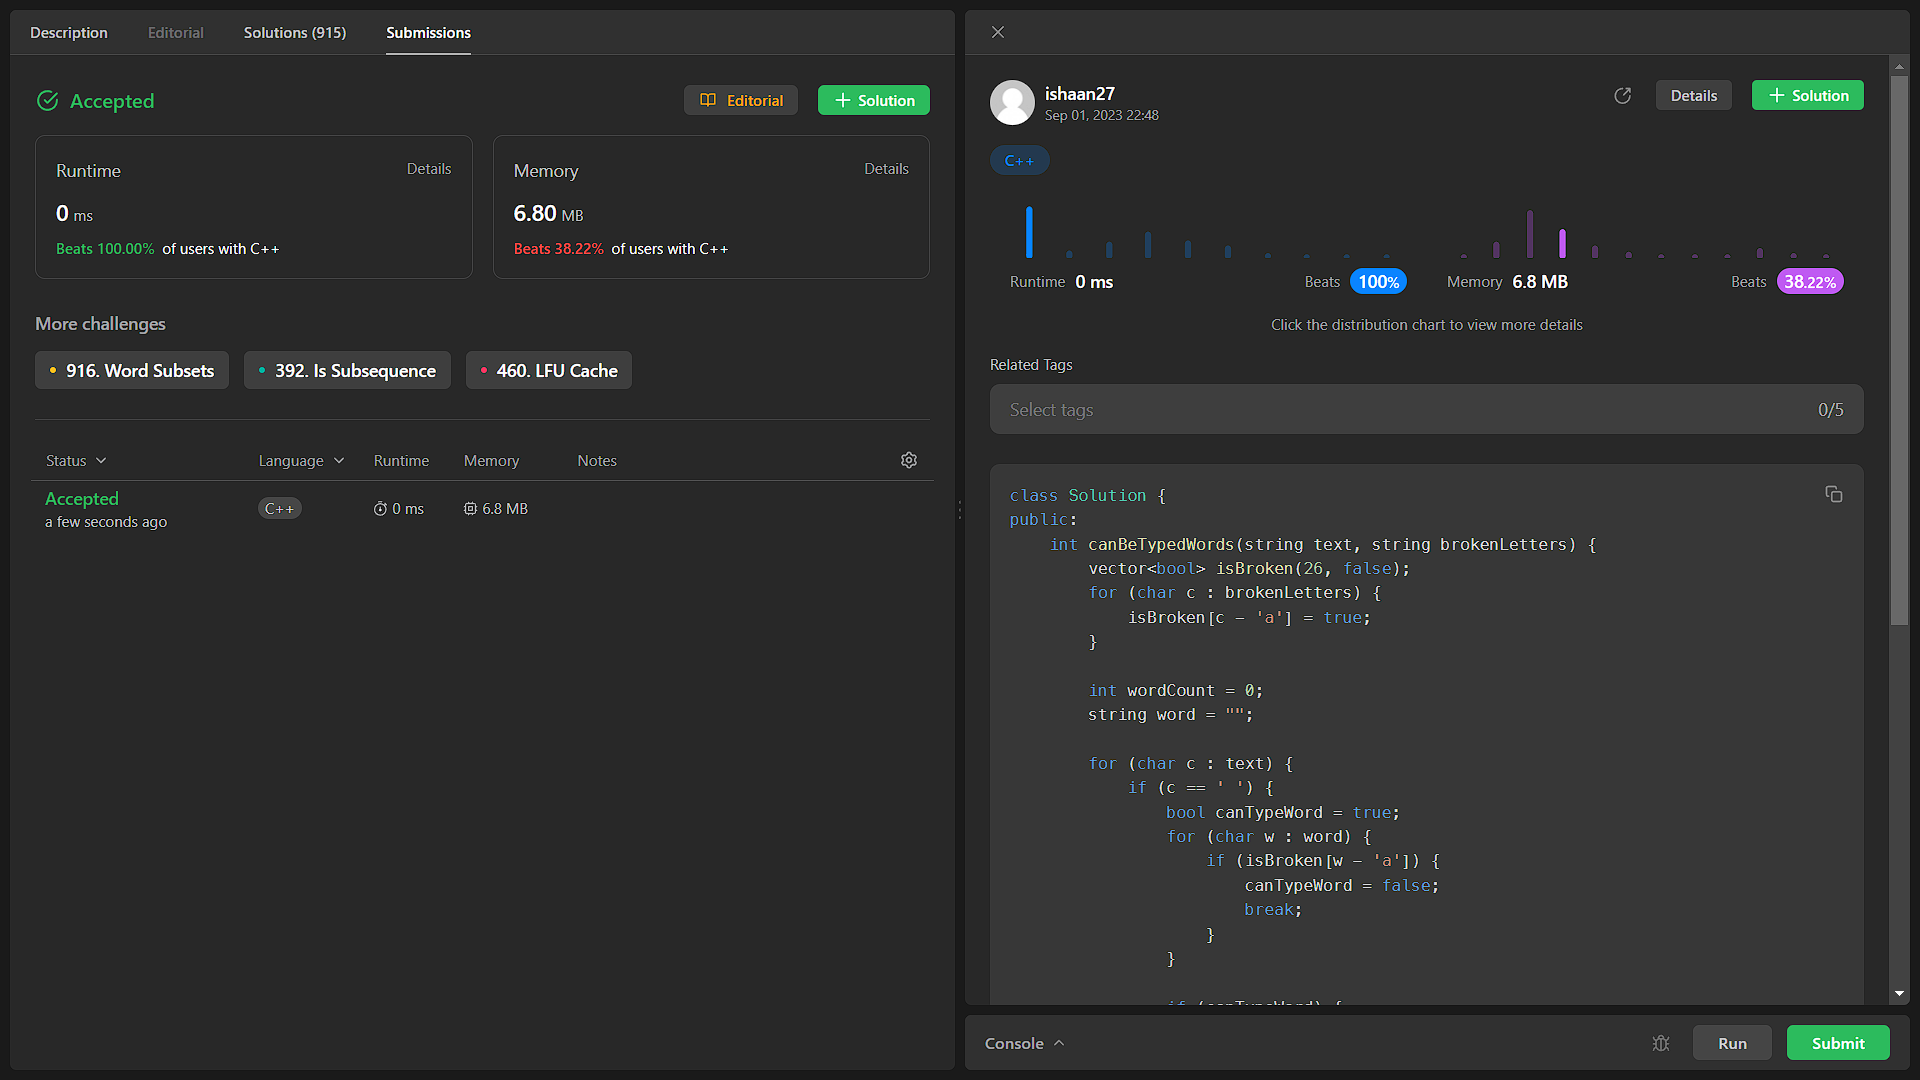 Description Editorial Solutions (915) Submissions
Accepted
Editorial
Solution
Runtime Details
0 ms
Beats 100.00% of users with C++
Memory Details
6.80 MB
Beats 38.22% of users with C++
More challenges
916. Word Subsets 392. Is Subsequence 460. LFU Cache
Status Language Runtime Memory Notes
Accepted
a few seconds ago
C++ 0 ms 6.8 MB
ishaan27
Sep 01, 2023 22:48
Details
Solution
C++
Runtime 0 ms Beats 100% Memory 6.8 MB Beats 38.22%
Click the distribution chart to view more details
Related Tags
Select tags 0/5
class Solution {
public:
    int canBeTypedWords(string text, string brokenLetters) {
        vector<bool> isBroken(26, false);
        for (char c : brokenLetters) {
            isBroken[c - 'a'] = true;
        }
        int wordCount = 0;
        string word = "";
        for (char c : text) {
            if (c == ' ') {
                bool canTypeWord = true;
                for (char w : word) {
                    if (isBroken[w - 'a']) {
                        canTypeWord = false;
                        break;
                    }
                }
                if (canTypeWord) {
Console Run Submit